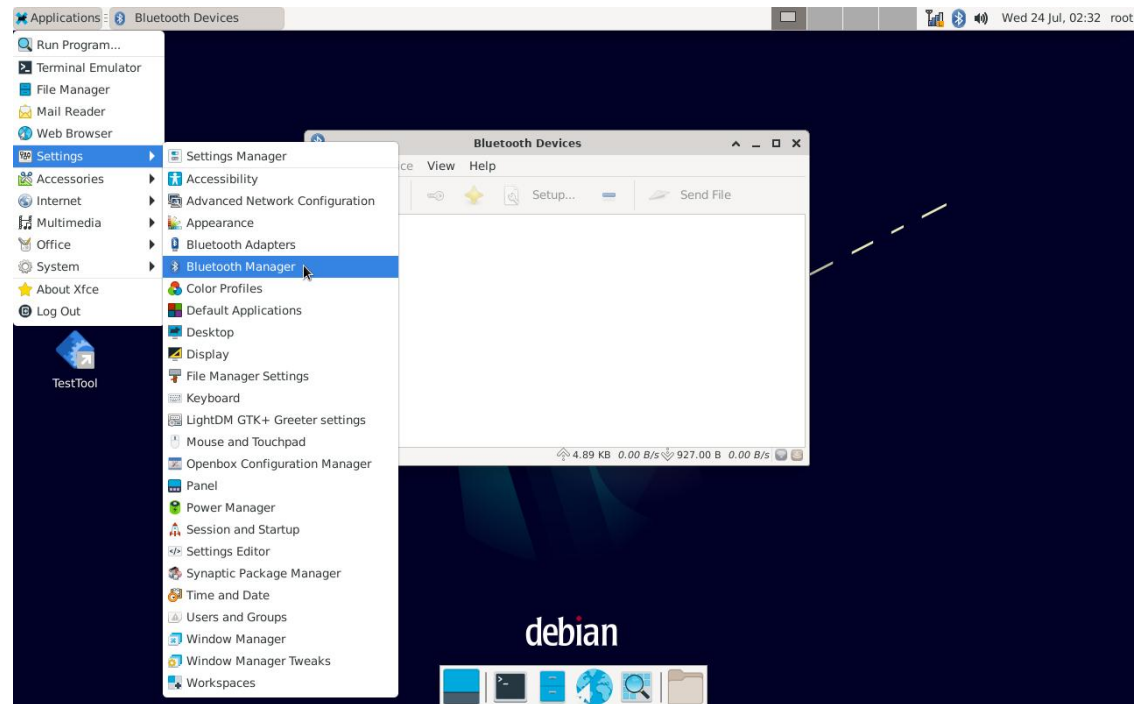 Applications
Bluetooth Devices
Wed 24 Jul, 02:32
root
Run Program...
Terminal Emulator
File Manager
Mail Reader
Web Browser
Settings
Accessories
Internet
Multimedia
Office
System
About Xfce
Log Out
Settings Manager
Accessibility
Advanced Network Configuration
Appearance
Bluetooth Adapters
Bluetooth Manager
Color Profiles
Default Applications
Desktop
Display
File Manager Settings
Keyboard
LightDM GTK+ Greeter settings
Mouse and Touchpad
Openbox Configuration Manager
Panel
Power Manager
Session and Startup
Settings Editor
Synaptic Package Manager
Time and Date
Users and Groups
Window Manager
Window Manager Tweaks
Workspaces
Bluetooth Devices
ce View Help
Setup... Send File
4.89 KB 0.00 B/s 927.00 B 0.00 B/s
TestTool
debian